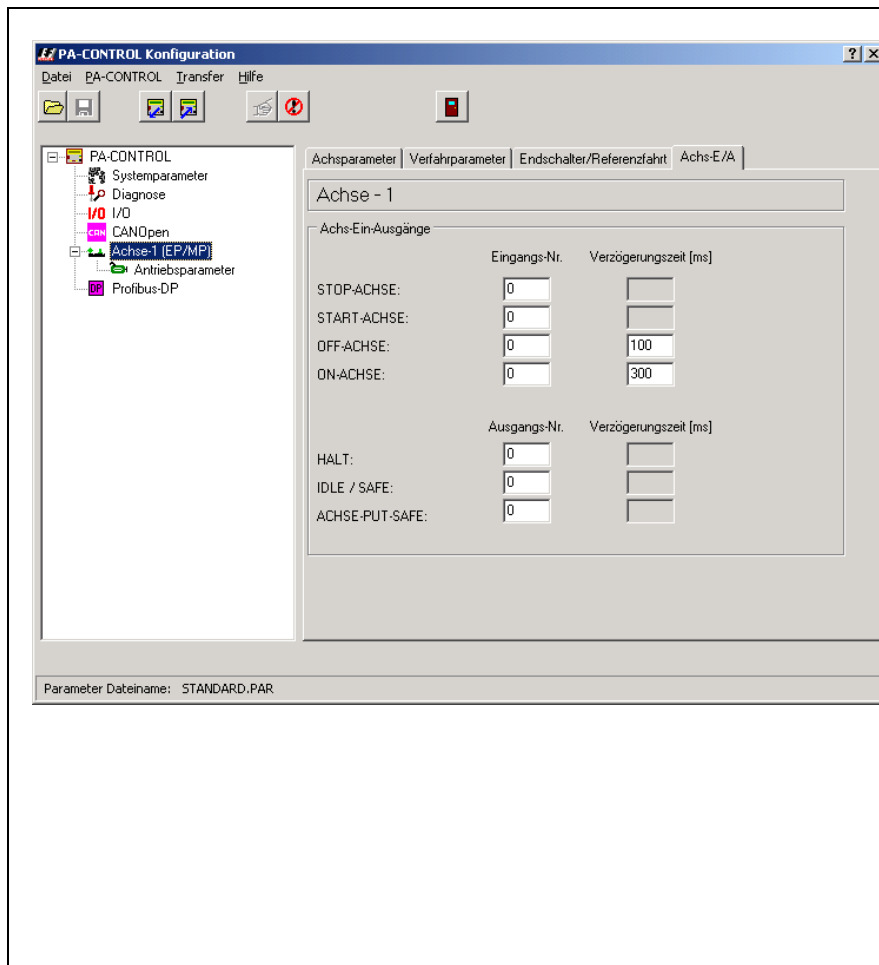 PA-CONTROL Konfiguration
Datei PA-CONTROL Transfer Hilfe
PA-CONTROL
Systemparameter
Diagnose
I/O I/O
CAN CANOpen
Achse-1 (EP/MP)
Antriebsparameter
DP Profibus-DP
Achsparameter Verfahrparameter Endschalter/Referenzfahrt Achs-E/A
Achse - 1
Achs-Ein-Ausgänge
Eingangs-Nr. Verzögerungszeit [ms]
STOP-ACHSE: 0
START-ACHSE: 0
OFF-ACHSE: 0 100
ON-ACHSE: 0 300
Ausgangs-Nr. Verzögerungszeit [ms]
HALT: 0
IDLE / SAFE: 0
ACHSE-PUT-SAFE: 0
Parameter Dateiname: STANDARD.PAR